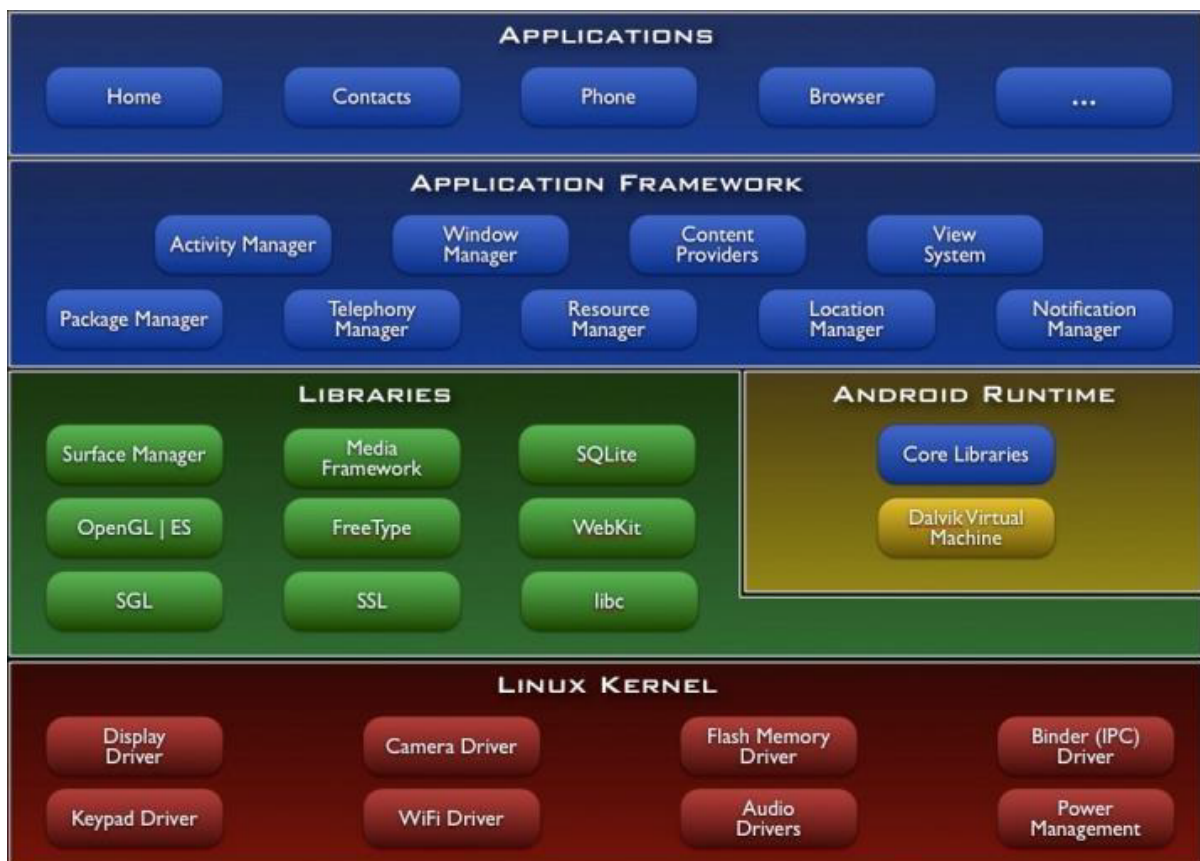 APPLICATIONS
Home Contacts Phone Browser ...
APPLICATION FRAMEWORK
Activity Manager
Window
Manager
Content
Providers
View
System
Package Manager
Telephony
Manager
Resource
Manager
Location
Manager
Notification
Manager
LIBRARIES
Surface Manager
Media
Framework
SQLite
OpenGL | ES
FreeType
WebKit
SGL
SSL
libc
ANDROID RUNTIME
Core Libraries
Dalvik Virtual
Machine
LINUX KERNEL
Display
Driver
Camera Driver
Flash Memory
Driver
Binder (IPC)
Driver
Keypad Driver
WiFi Driver
Audio
Drivers
Power
Management